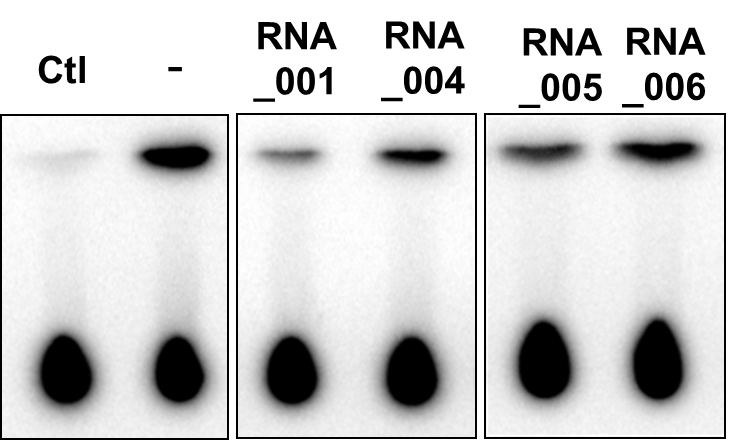 Ctl
-
RNA
_001
RNA
_004
RNA
_005
RNA
_006